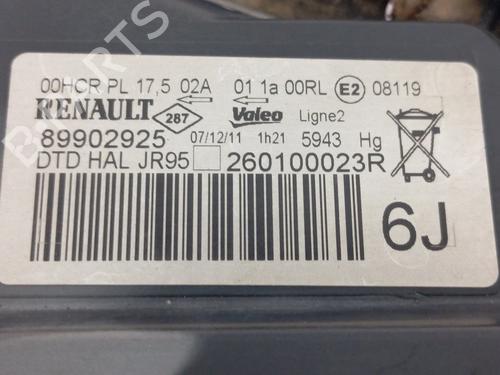 00HCR PL 17,5 02A 01 1a 00RL E2 08119
RENAULT 287 Valeo Ligne2
89902925 07/12/11 1h21 5943 Hg
DTD HAL JR95 260100023R
6J